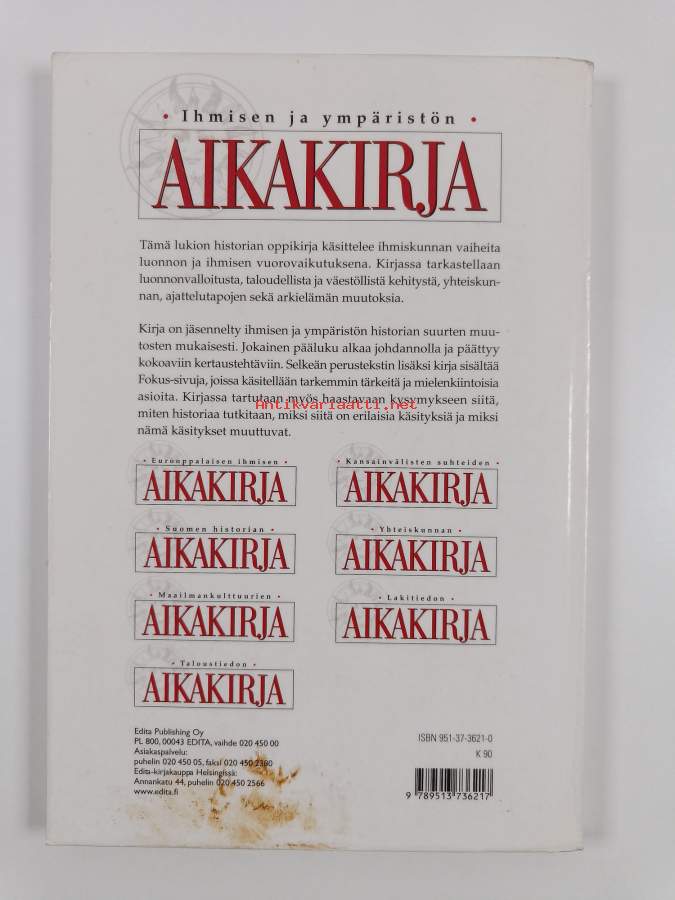 • Ihmisen ja ympäristön •
AIKAKIRJA
Tämä lukion historian oppikirja käsittelee ihmiskunnan vaiheita
luonnon ja ihmisen vuorovaikutuksena. Kirjassa tarkastellaan
luonnonvalloitusta, taloudellista ja väestöllistä kehitystä, yhteiskun-
nan, ajattelutapojen sekä arkielämän muutoksia.
Kirja on jäsennelty ihmisen ja ympäristön historian suurten muu-
tosten mukaisesti. Jokainen pääluku alkaa johdannolla ja päättyy
kokoaviin kertaustehtäviin. Selkeän perustekstin lisäksi kirja sisältää
Fokus-sivuja, joissa käsitellään tarkemmin tärkeitä ja mielenkiintoisia
asioita. Kirjassa tartutaan myös haastavaan kysymykseen siitä,
Antikvariaatti.net
miten historiaa tutkitaan, miksi siitä on erilaisia käsityksiä ja miksi
nämä käsitykset muuttuvat.
• Eurooppalaisen ihmisen •
AIKAKIRJA
• Kansainvälisten suhteiden •
AIKAKIRJA
• Suomen historian •
AIKAKIRJA
• Yhteiskunnan •
AIKAKIRJA
• Maailmankulttuurien •
AIKAKIRJA
• Lakitiedon •
AIKAKIRJA
• Taloustiedon •
AIKAKIRJA
Edita Publishing Oy
PL 800, 00043 EDITA, vaihde 020 450 00
Asiakaspalvelu:
puhelin 020 450 05, faksi 020 450 2380
Edita-kirjakauppa Helsingissä:
Annankatu 44, puhelin 020 450 2566
www.edita.fi
ISBN 951-37-3621-0
K 90
9 789513 736217